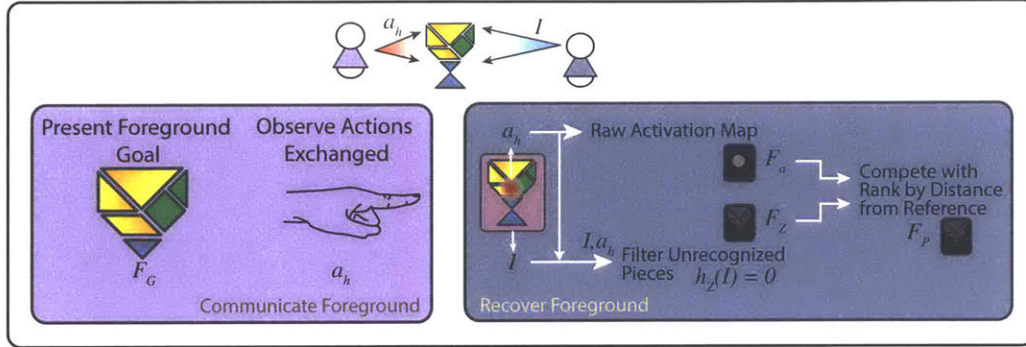 a_h
I
Present Foreground
Goal
Observe Actions
Exchanged
F_G
a_h
Communicate Foreground
a_h
Raw Activation Map
F_a
Compete with
Rank by Distance
from Reference
F_Z
F_P
I
I,a_h
Filter Unrecognized
Pieces
h_Z(I) = 0
Recover Foreground